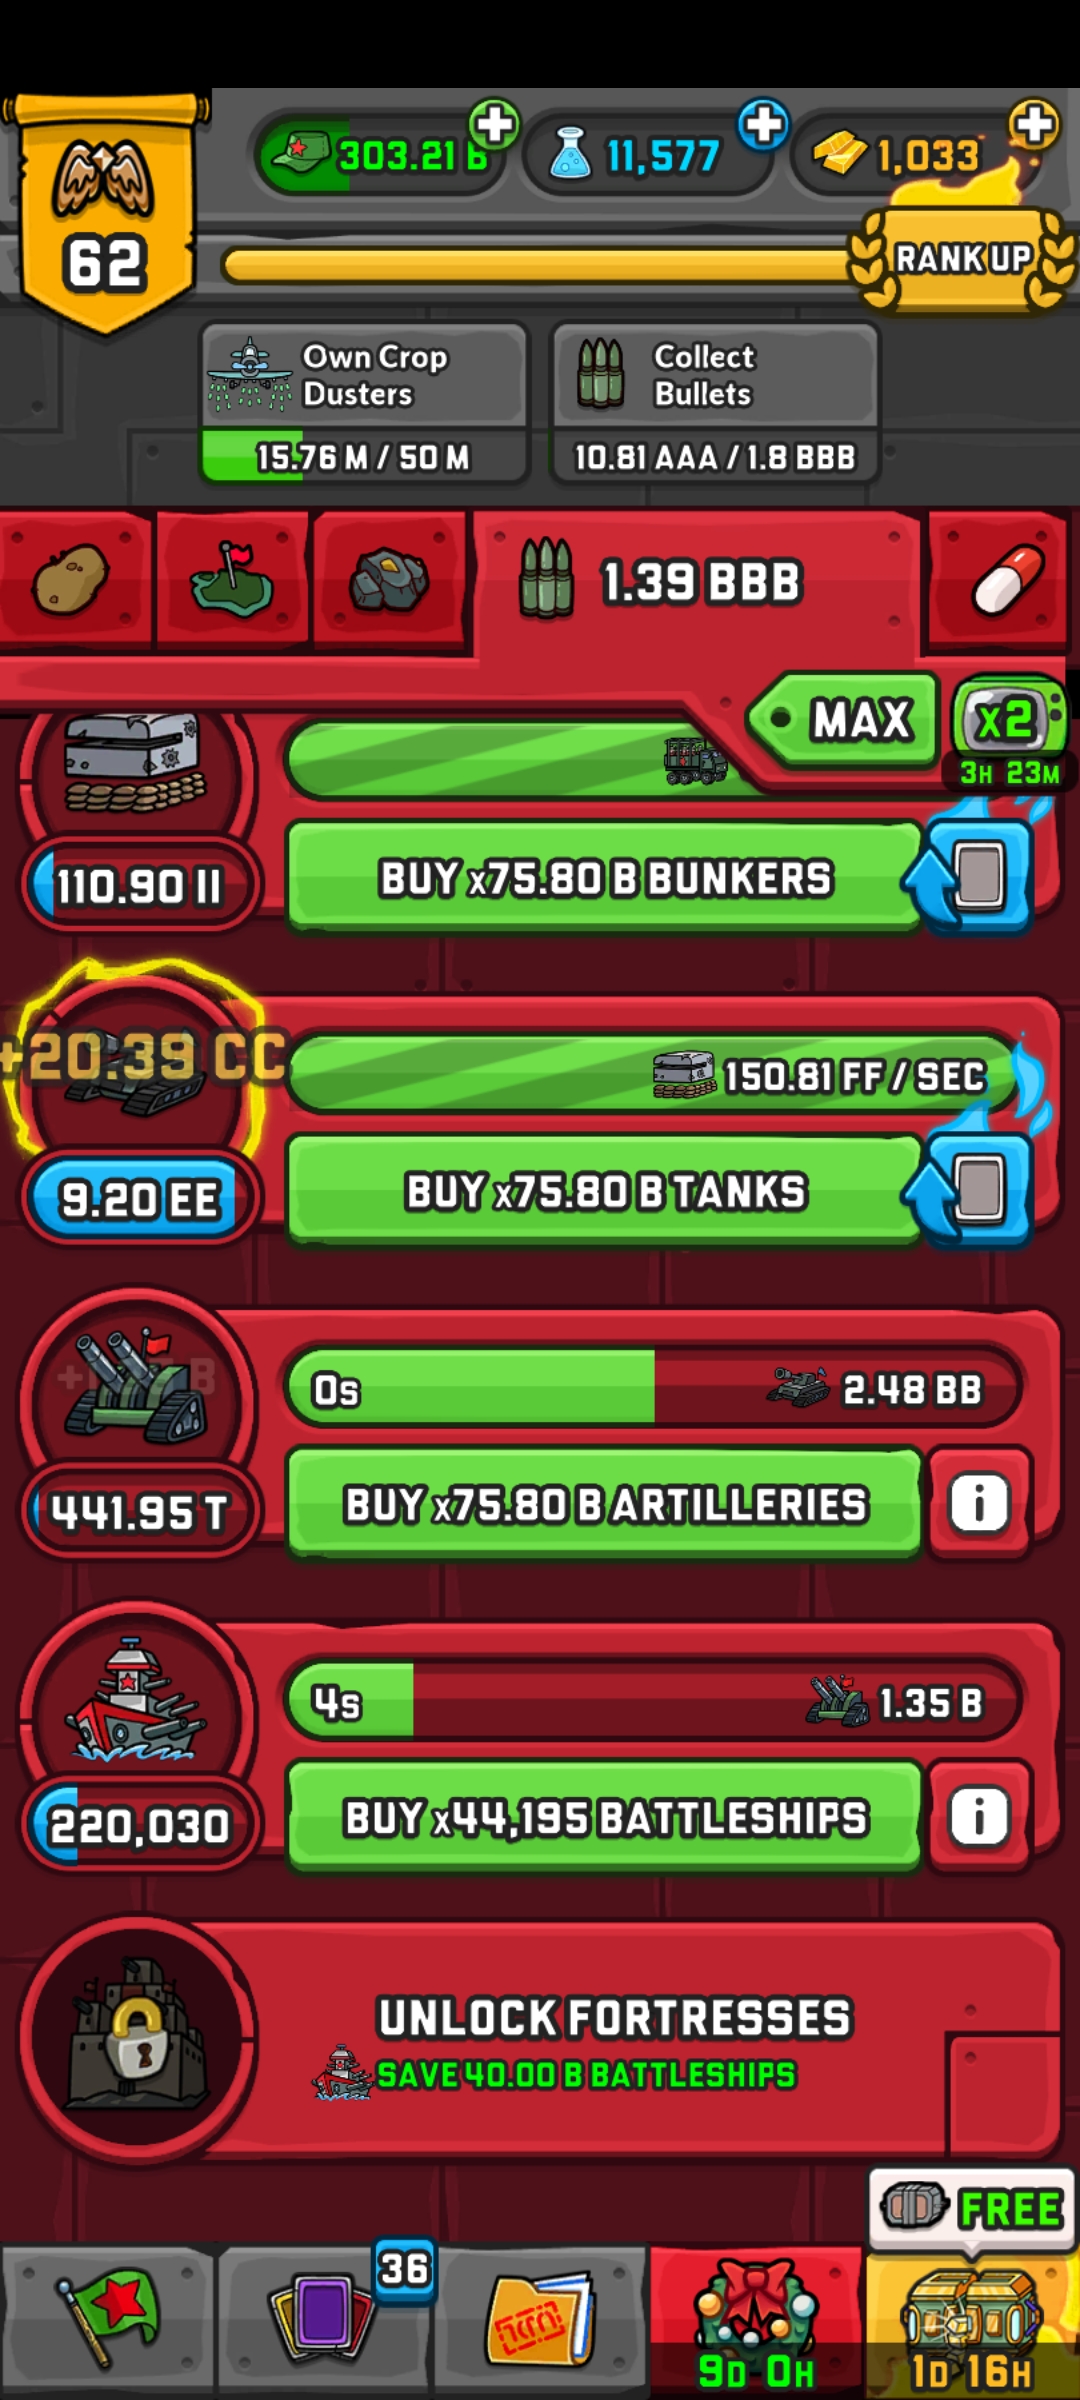 303.21 B
11,577
1,033
62
RANK UP
Own Crop
Dusters
15.76 M / 50 M
Collect
Bullets
10.81 AAA / 1.8 BBB
1.39 BBB
MAX
x2
3H 23M
110.90 II
BUY x75.80 B BUNKERS
+20.39 CC
150.81 FF / SEC
9.20 EE
BUY x75.80 B TANKS
0s
2.48 BB
441.95 T
BUY x75.80 B ARTILLERIES
i
4s
1.35 B
220,030
BUY x44,195 BATTLESHIPS
i
UNLOCK FORTRESSES
SAVE 40.00 B BATTLESHIPS
FREE
36
9D 0H
1D 16H